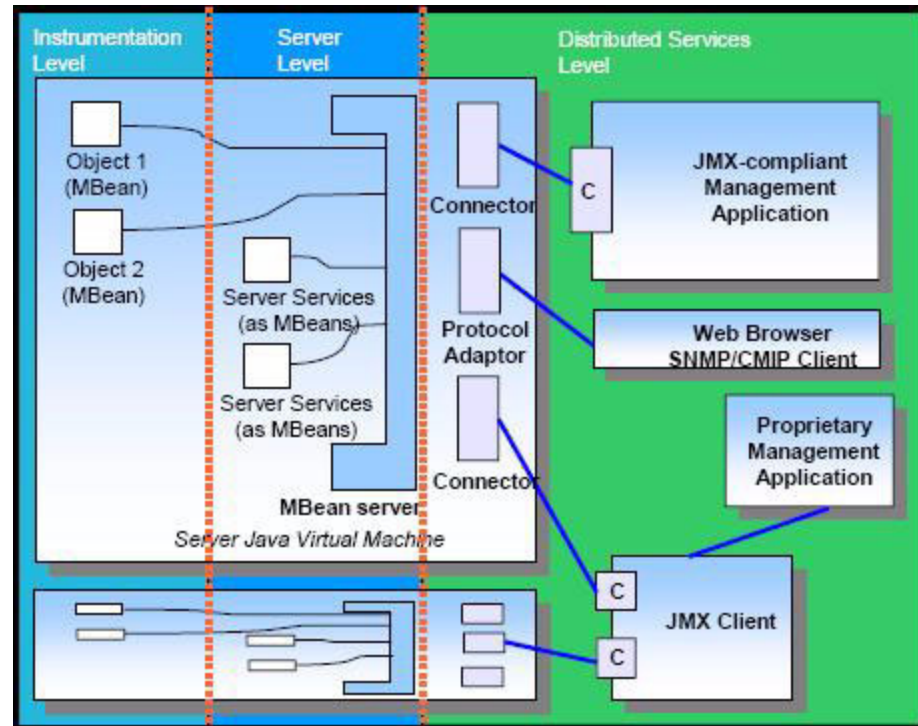 Instrumentation
Level
Server
Level
Distributed Services
Level
Object 1
(MBean)
Object 2
(MBean)
Server Services
(as MBeans)
Server Services
(as MBeans)
MBean server
Server Java Virtual Machine
Connector
Protocol
Adaptor
Connector
C
JMX-compliant
Management
Application
Web Browser
SNMP/CMIP Client
Proprietary
Management
Application
C
JMX Client
C